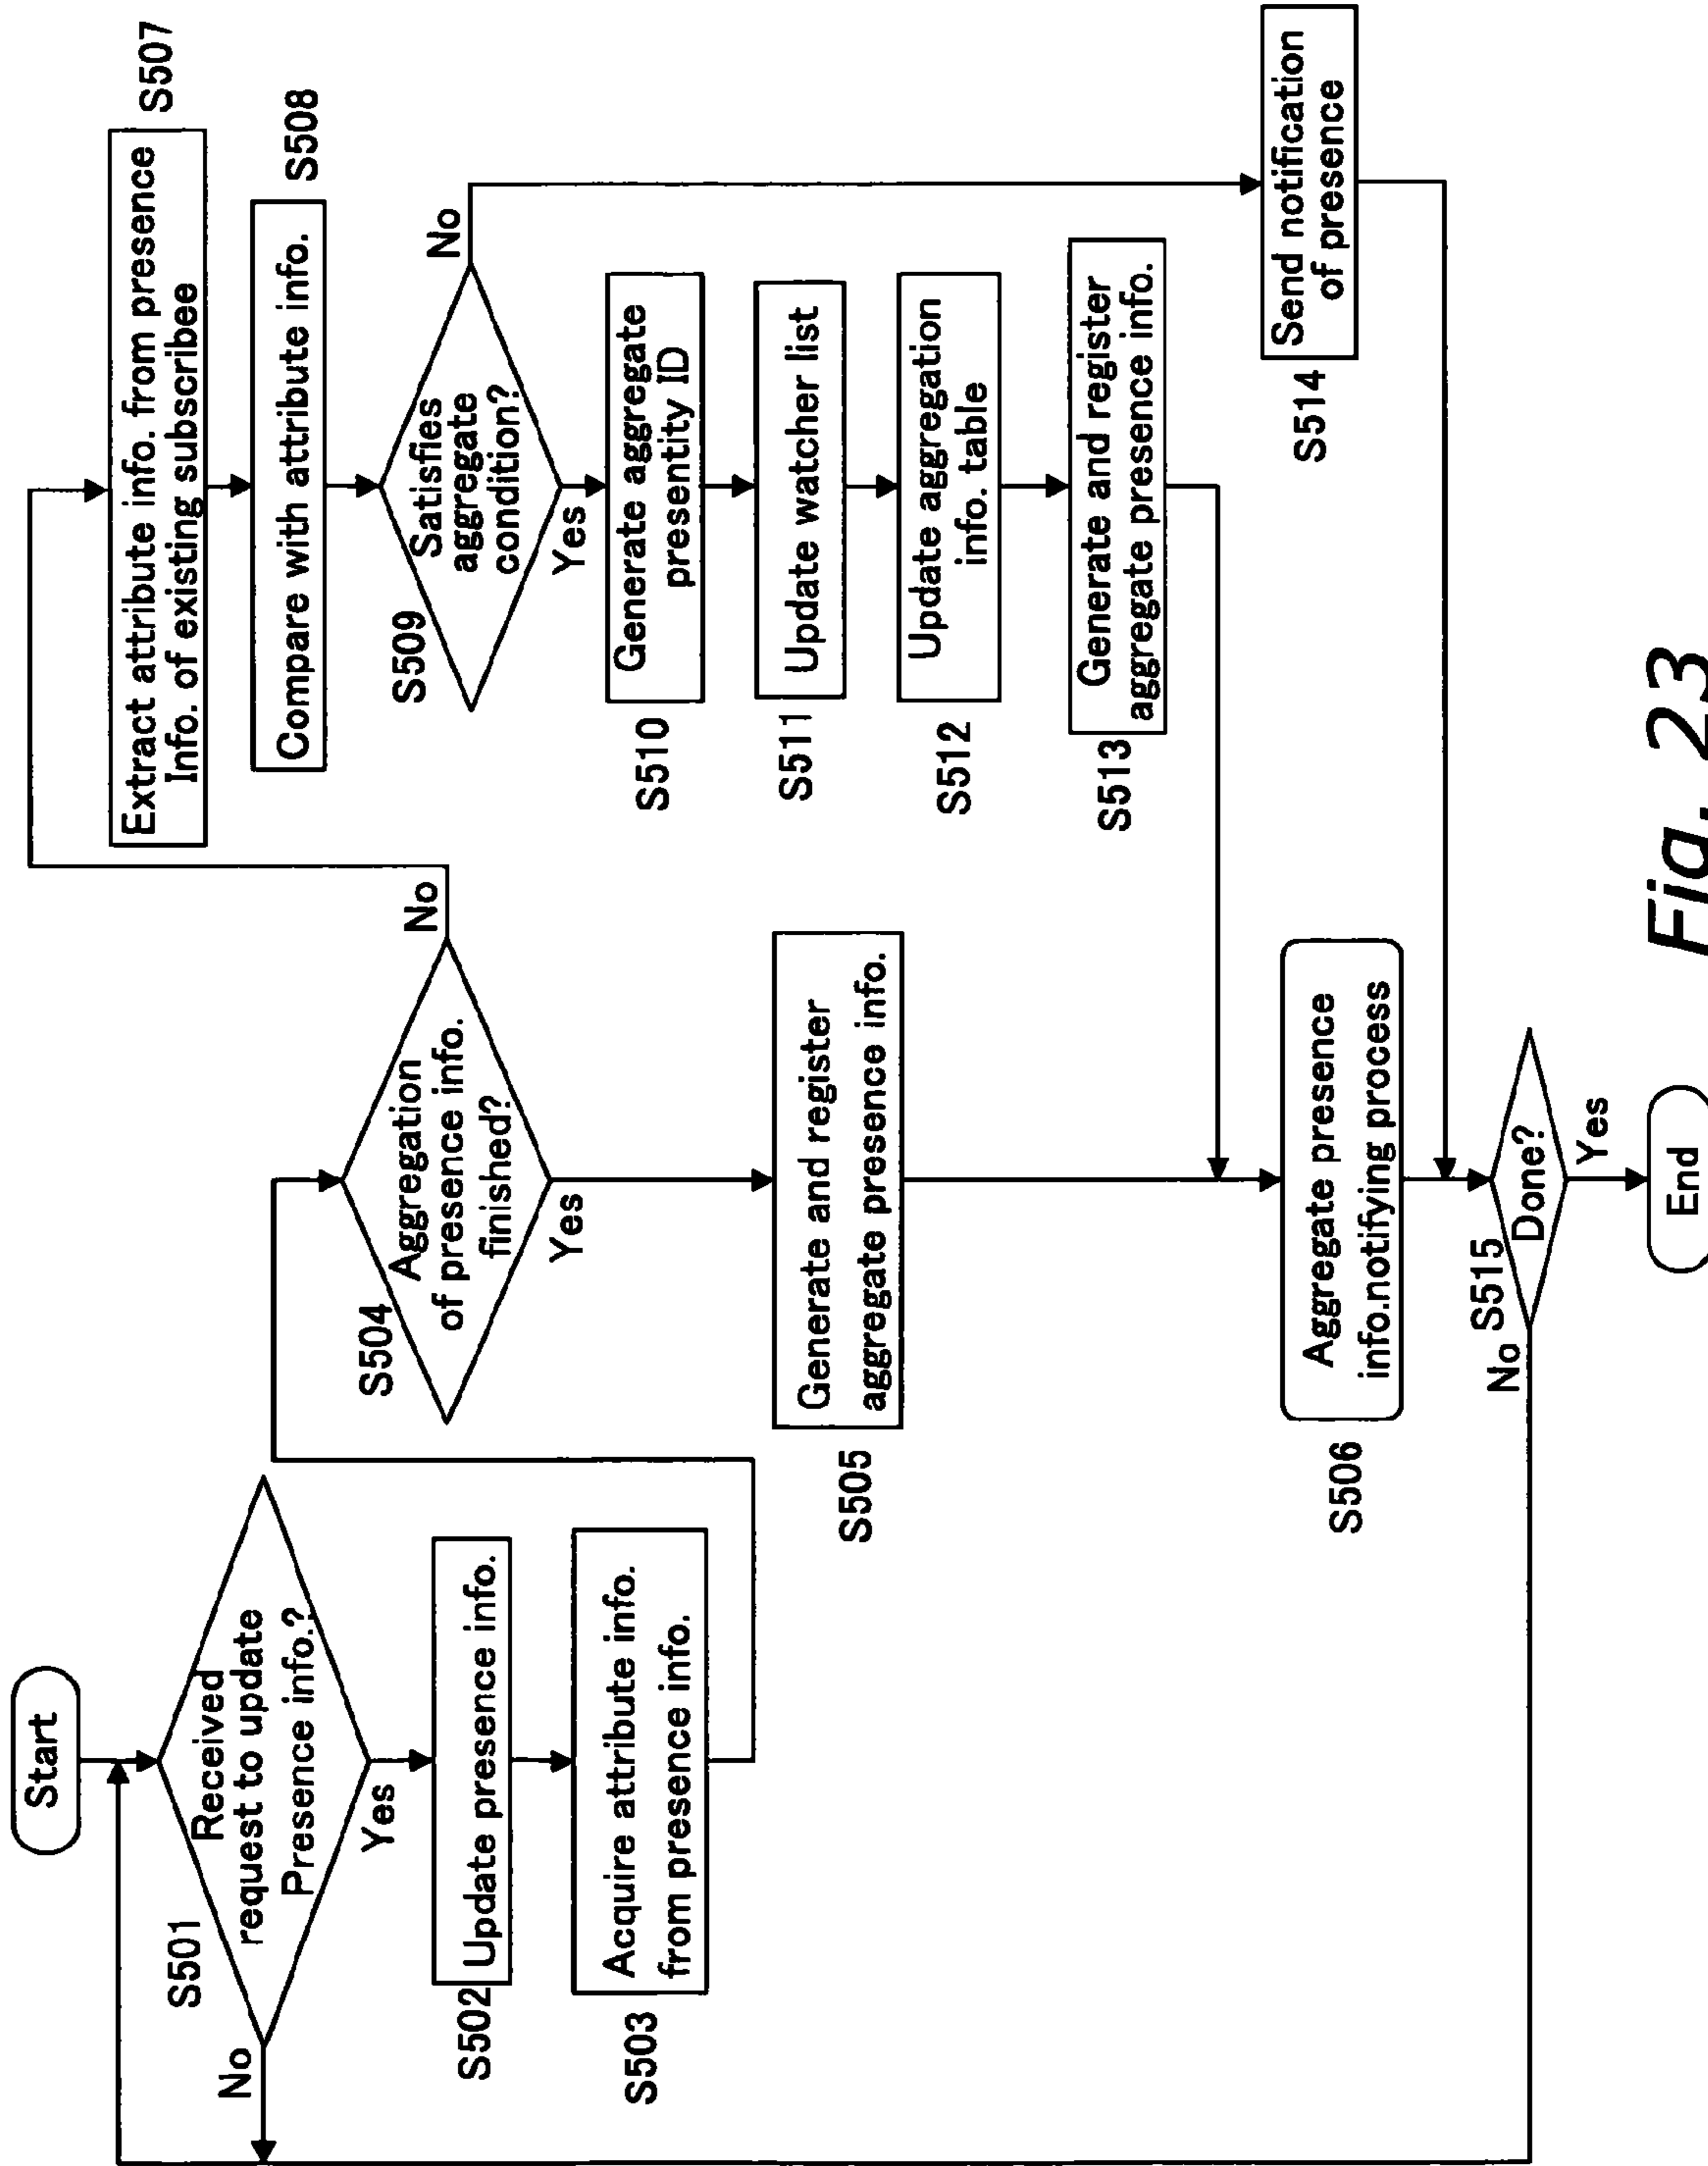 Start
S501
Received
request to update
Presence info.?
No
Yes
S502
Update presence info.
S503
Acquire attribute info.
from presence info.
S504
Aggregation
of presence info.
finished?
No
Yes
S505
Generate and register
aggregate presence info.
S506
Aggregate presence
info.notifying process
S515
Done?
No
Yes
End
S507
Extract attribute info. from presence
Info. of existing subscribee
S508
Compare with attribute info.
S509
Satisfies
aggregate
condition?
No
Yes
S510
Generate aggregate
presentity ID
S511
Update watcher list
S512
Update aggregation
info. table
S513
Generate and register
aggregate presence info.
S514
Send notification
of presence
Fig. 23